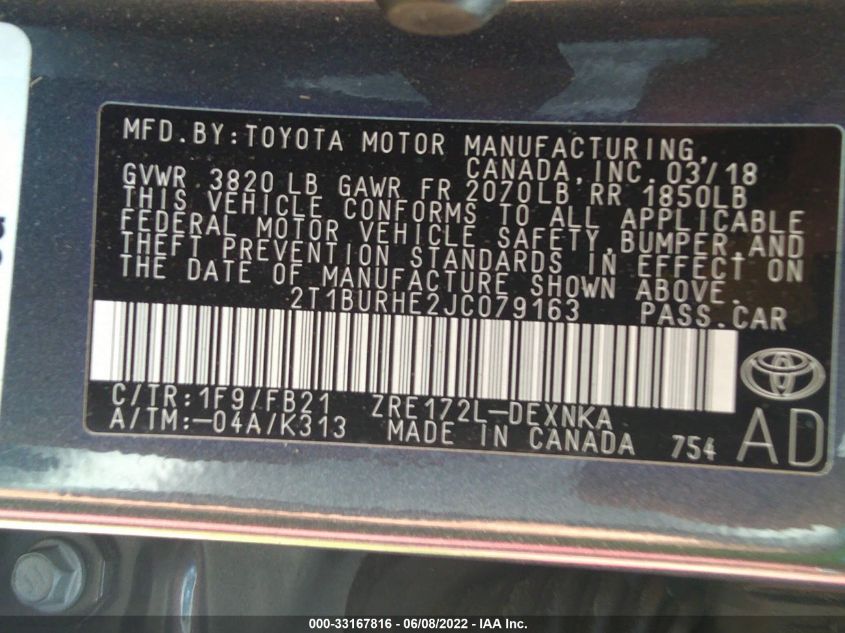 MFD.BY:TOYOTA MOTOR MANUFACTURING,
CANADA, INC. 03/18
GVWR 3820 LB GAWR FR 2070LB RR 1850LB
THIS VEHICLE CONFORMS TO ALL APPLICABLE
FEDERAL MOTOR VEHICLE SAFETY, BUMPER, AND
THEFT PREVENTION STANDARDS IN EFFECT ON
THE DATE OF MANUFACTURE SHOWN ABOVE.
2T1BURHE2JC079163 PASS.CAR
C/TR:1F9/FB21 ZRE172L-DEXNKA
A/TM:-04A/K313 MADE IN CANADA 754
AD
000-33167816 - 06/08/2022 - IAA Inc.